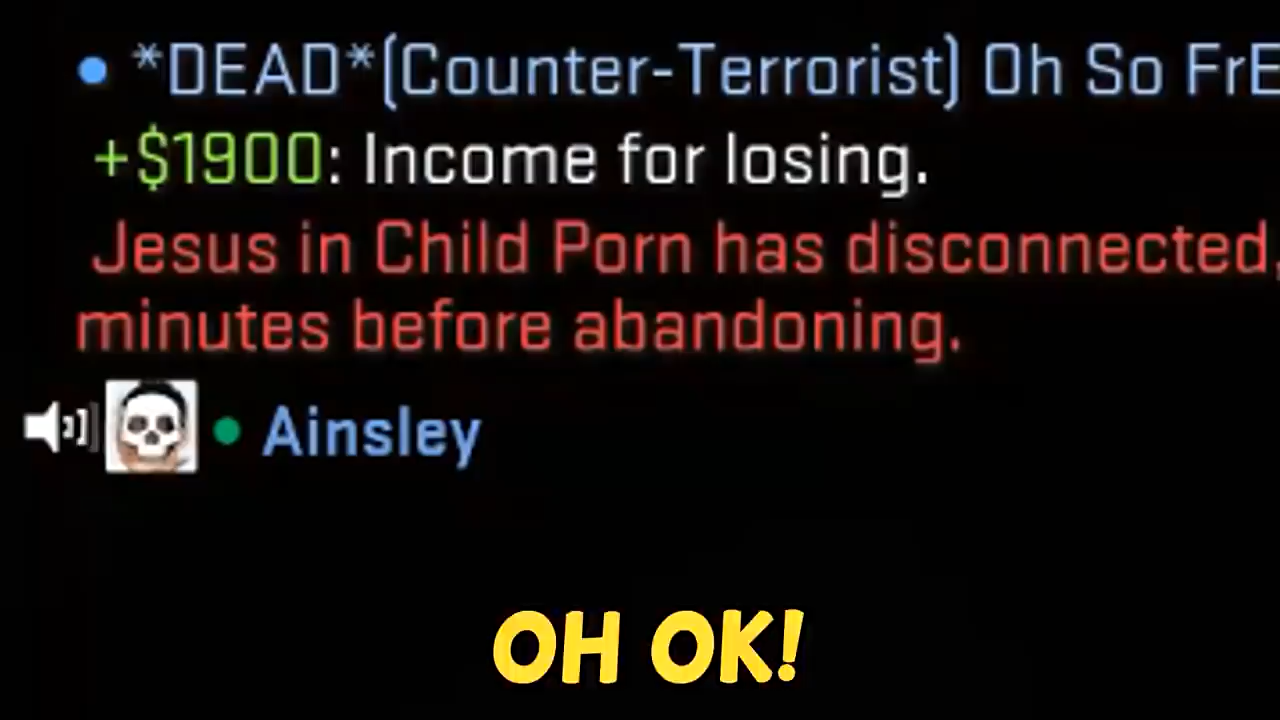 *DEAD*(Counter-Terrorist) Oh So FrE
+$1900: Income for losing.
Jesus in Child Porn has disconnected,
minutes before abandoning.
Ainsley
OH OK!